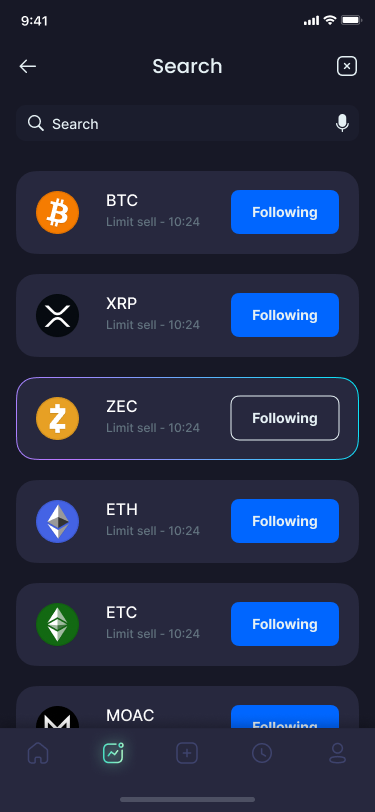 9:41
Search
Search
BTC
Limit sell - 10:24
Following
XRP
Limit sell - 10:24
Following
ZEC
Limit sell - 10:24
Following
ETH
Limit sell - 10:24
Following
ETC
Limit sell - 10:24
Following
MOAC
Following